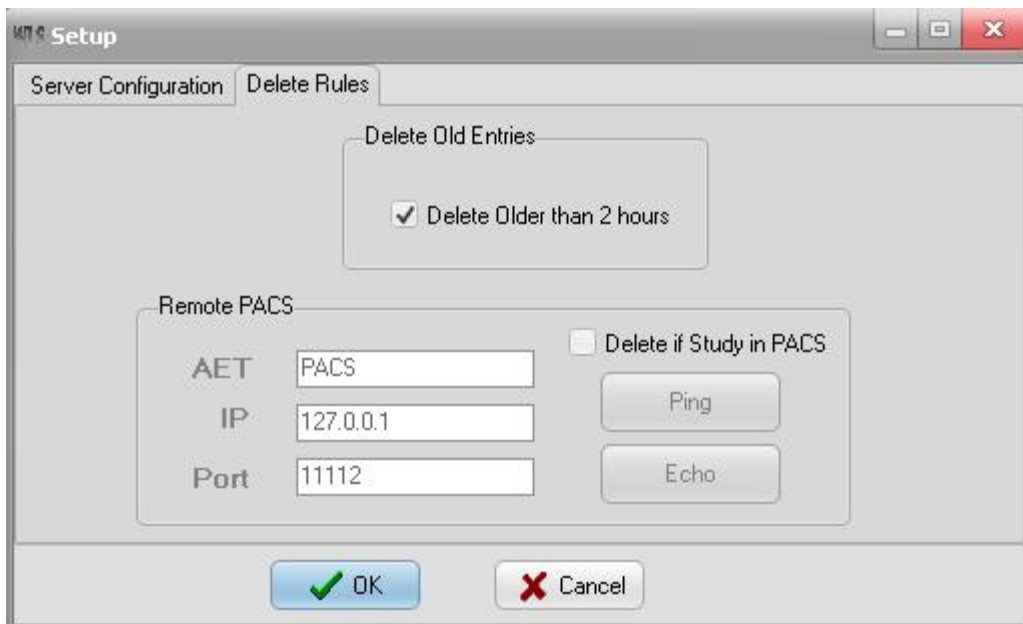 Setup
Server Configuration
Delete Rules
Delete Old Entries
Delete Older than 2 hours
Remote PACS
Delete if Study in PACS
AET
PACS
Ping
IP
127.0.0.1
Echo
Port
11112
OK
Cancel